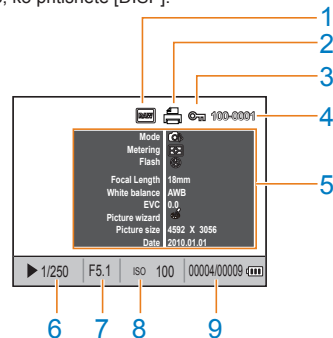 ko pritisnete [DISP].
1
2
3
RAW 100-0001
4
Mode
Metering
Flash
Focal Length 18mm
White balance AWB
EVC 0.0
Picture wizard
Picture size 4592 X 3056
Date 2010.01.01
5
1/250 F5.1 ISO 100 00004/00009
6 7 8 9